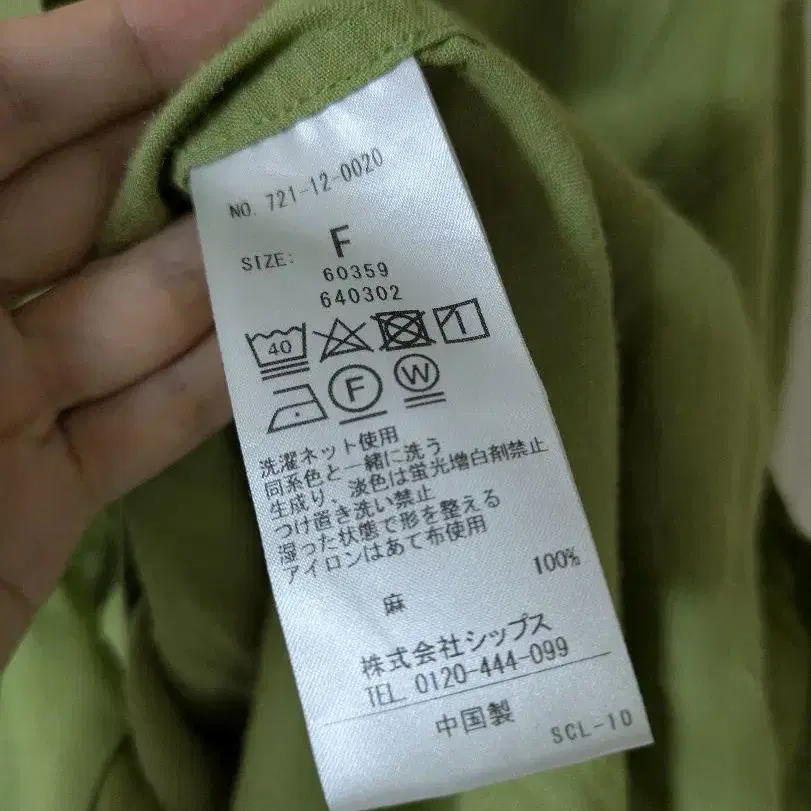 NO. 721-12-0020
SIZE: F
60359
640302
40
F W
洗濯ネット使用
同系色と一緒に洗う
生成り、淡色は蛍光増白剤禁止
つけ置き洗い禁止
湿った状態で形を整える
アイロンはあて布使用
麻 100%
株式会社シップス
TEL. 0120-444-099
中国製
SCL-10